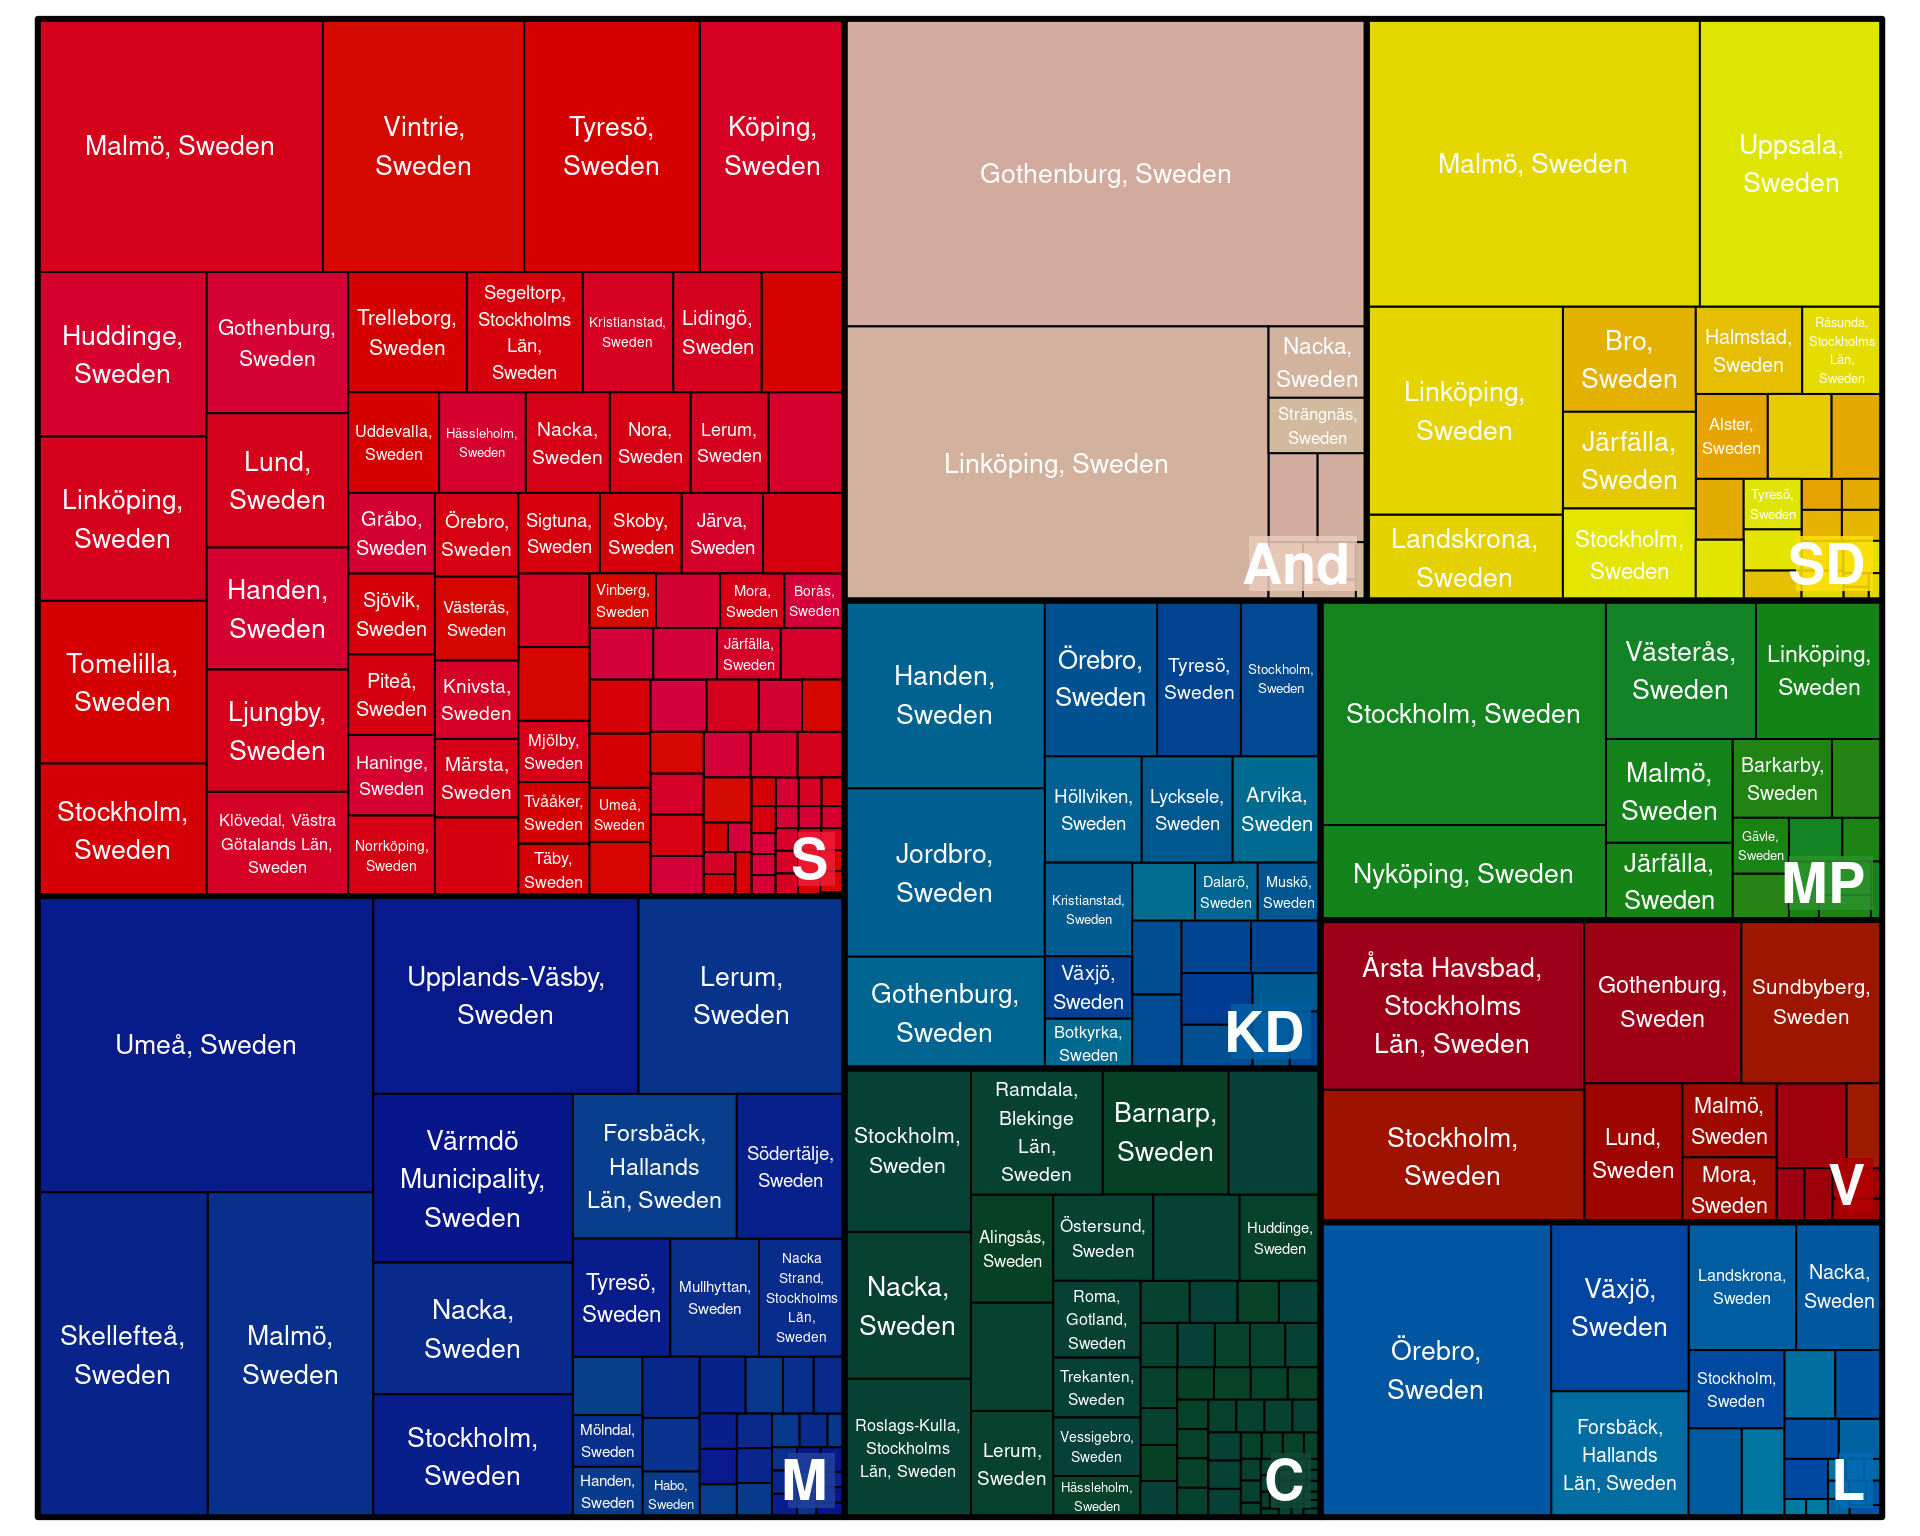 Malmö, Sweden
Vintrie,
Sweden
Tyresö,
Sweden
Köping,
Sweden
Huddinge,
Sweden
Gothenburg,
Sweden
Trelleborg,
Sweden
Segeltorp,
Stockholms
Län,
Sweden
Kristianstad,
Sweden
Lidingö,
Sweden
Linköping,
Sweden
Lund,
Sweden
Uddevalla,
Sweden
Hässleholm,
Sweden
Nacka,
Sweden
Nora,
Sweden
Lerum,
Sweden
Gråbo,
Sweden
Örebro,
Sweden
Sigtuna,
Sweden
Skoby,
Sweden
Järva,
Sweden
Tomelilla,
Sweden
Handen,
Sweden
Sjövik,
Sweden
Västerås,
Sweden
Vinberg,
Sweden
Mora,
Sweden
Borås,
Sweden
Järfälla,
Sweden
Ljungby,
Sweden
Piteå,
Sweden
Knivsta,
Sweden
Stockholm,
Sweden
Klövedal, Västra
Götalands Län,
Sweden
Haninge,
Sweden
Märsta,
Sweden
Mjölby,
Sweden
Norrköping,
Sweden
Tvååker,
Sweden
Umeå,
Sweden
Täby,
Sweden
S
Gothenburg, Sweden
Linköping, Sweden
Nacka,
Sweden
Strängnäs,
Sweden
And
Malmö, Sweden
Uppsala,
Sweden
Linköping,
Sweden
Bro,
Sweden
Halmstad,
Sweden
Råsunda,
Stockholms
Län,
Sweden
Järfälla,
Sweden
Alster,
Sweden
Landskrona,
Sweden
Stockholm,
Sweden
Tyresö,
Sweden
SD
Handen,
Sweden
Örebro,
Sweden
Tyresö,
Sweden
Stockholm,
Sweden
Jordbro,
Sweden
Höllviken,
Sweden
Lycksele,
Sweden
Arvika,
Sweden
Kristianstad,
Sweden
Dalarö,
Sweden
Muskö,
Sweden
Gothenburg,
Sweden
Växjö,
Sweden
Botkyrka,
Sweden
KD
Stockholm, Sweden
Västerås,
Sweden
Linköping,
Sweden
Malmö,
Sweden
Barkarby,
Sweden
Nyköping, Sweden
Järfälla,
Sweden
Gävle,
Sweden
MP
Umeå, Sweden
Upplands-Väsby,
Sweden
Lerum,
Sweden
Värmdö
Municipality,
Sweden
Forsbäck,
Hallands
Län, Sweden
Södertälje,
Sweden
Skellefteå,
Sweden
Malmö,
Sweden
Nacka,
Sweden
Tyresö,
Sweden
Mullhyttan,
Sweden
Nacka
Strand,
Stockholms
Län,
Sweden
Stockholm,
Sweden
Mölndal,
Sweden
Handen,
Sweden
Habo,
Sweden
M
Stockholm,
Sweden
Ramdala,
Blekinge
Län,
Sweden
Barnarp,
Sweden
Nacka,
Sweden
Alingsås,
Sweden
Östersund,
Sweden
Huddinge,
Sweden
Roma,
Gotland,
Sweden
Roslags-Kulla,
Stockholms
Län, Sweden
Lerum,
Sweden
Trekanten,
Sweden
Vessigebro,
Sweden
Hässleholm,
Sweden
C
Årsta Havsbad,
Stockholms
Län, Sweden
Gothenburg,
Sweden
Sundbyberg,
Sweden
Stockholm,
Sweden
Lund,
Sweden
Malmö,
Sweden
Mora,
Sweden
V
Örebro,
Sweden
Växjö,
Sweden
Landskrona,
Sweden
Nacka,
Sweden
Forsbäck,
Hallands
Län, Sweden
Stockholm,
Sweden
L